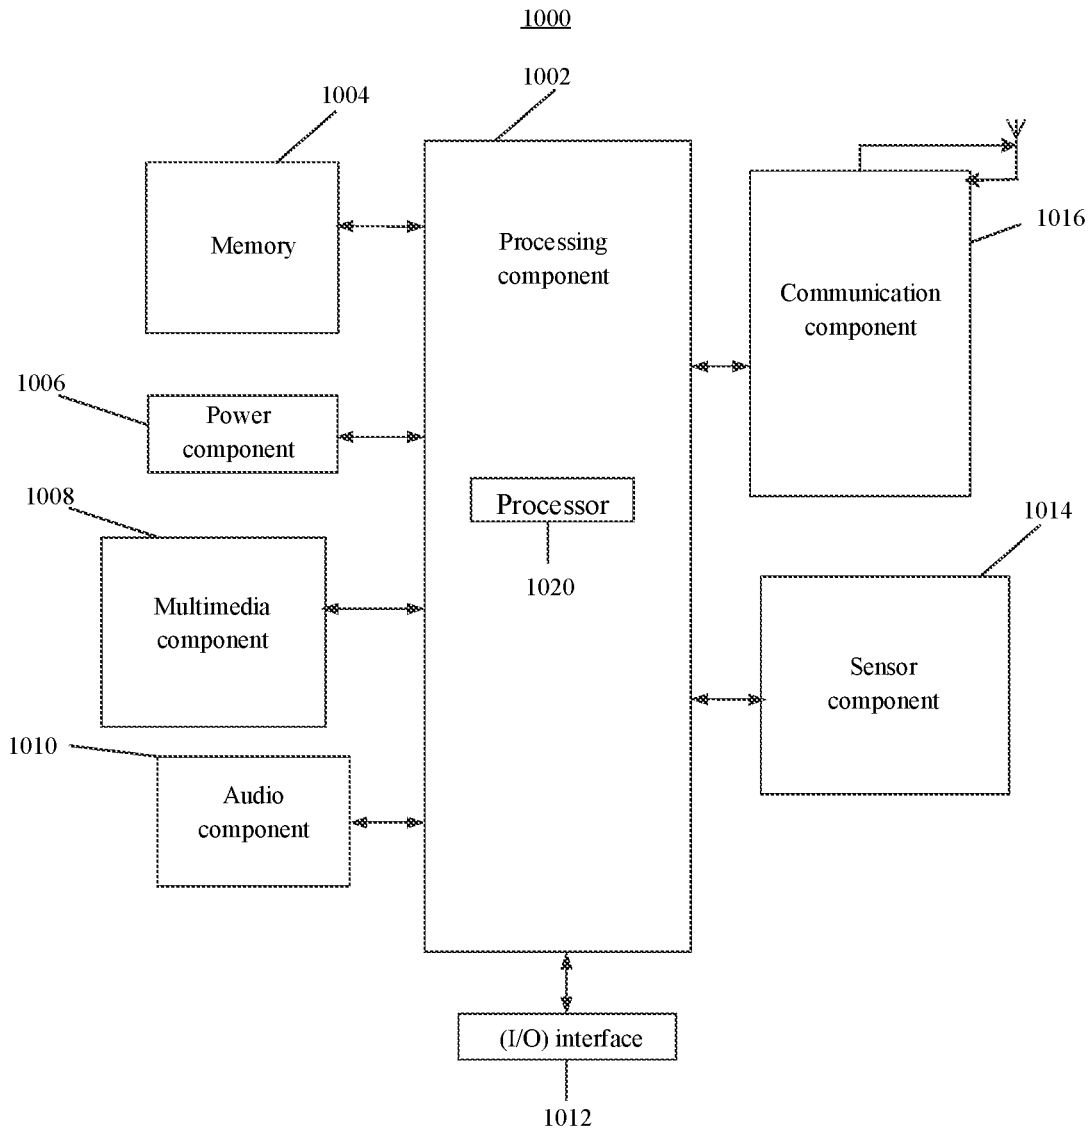 1000
1002
1004
Memory
Processing
component
1016
Communication
component
1006
Power
component
1008
Processor
1020
1014
Multimedia
component
Sensor
component
1010
Audio
component
(I/O) interface
1012